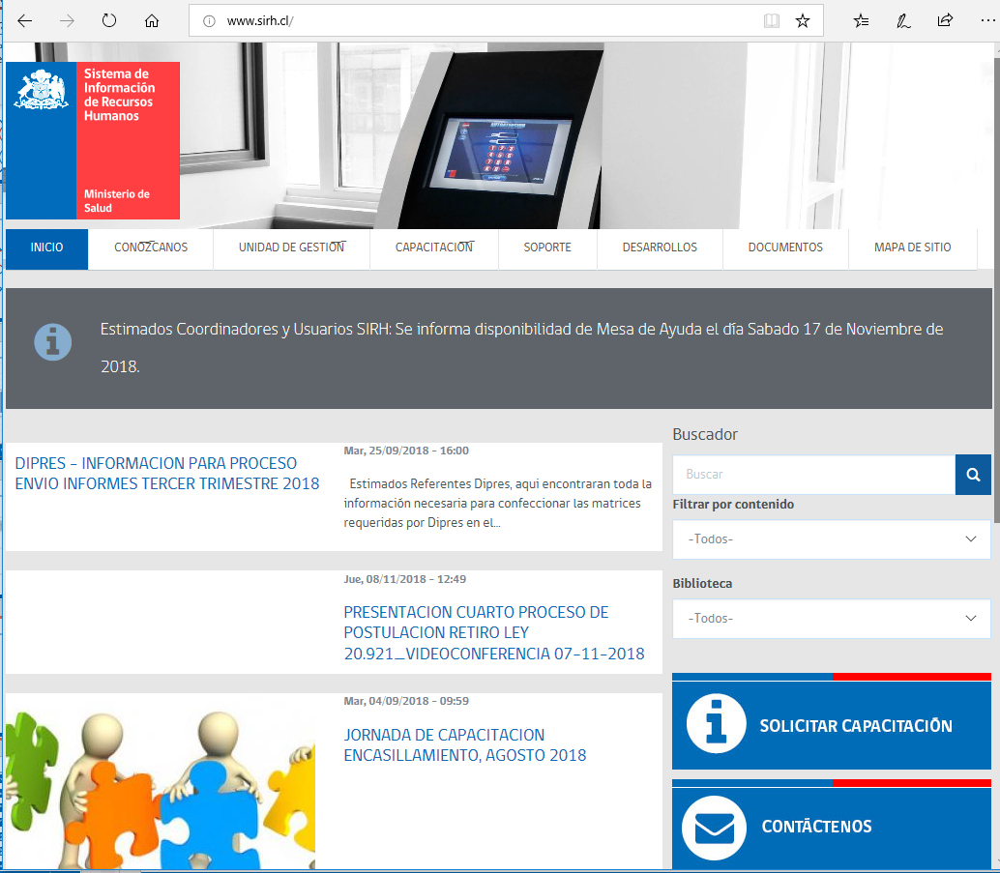 www.sirh.cl/
Sistema de
Información
de Recursos
Humanos
Ministerio de
Salud
INICIO
CONÓZCANOS
UNIDAD DE GESTIÓN
CAPACITACIÓN
SOPORTE
DESARROLLOS
DOCUMENTOS
MAPA DE SITIO
Estimados Coordinadores y Usuarios SIRH: Se informa disponibilidad de Mesa de Ayuda el día Sabado 17 de Noviembre de
2018.
DIPRES - INFORMACION PARA PROCESO
ENVIO INFORMES TERCER TRIMESTRE 2018
Mar, 25/09/2018 - 16:00
Estimados Referentes Dipres, aqui encontraran toda la
información necesaria para confeccionar las matrices
requeridas por Dipres en el...
Jue, 08/11/2018 - 12:49
PRESENTACION CUARTO PROCESO DE
POSTULACION RETIRO LEY
20.921_VIDEOCONFERENCIA 07-11-2018
Mar, 04/09/2018 - 09:59
JORNADA DE CAPACITACION
ENCASILLAMIENTO, AGOSTO 2018
Buscador
Buscar
Filtrar por contenido
-Todos-
Biblioteca
-Todos-
SOLICITAR CAPACITACIÓN
CONTÁCTENOS